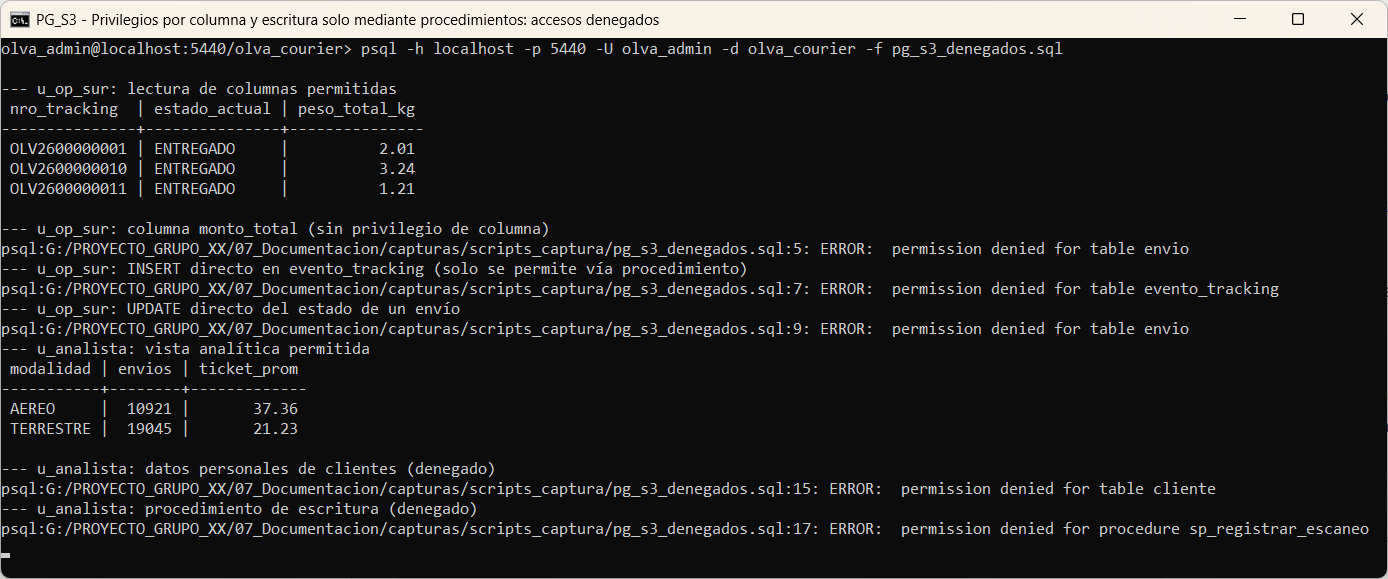 PG_S3 - Privilegios por columna y escritura solo mediante procedimientos: accesos denegados
olva_admin@localhost:5440/olva_courier> psql -h localhost -p 5440 -U olva_admin -d olva_courier -f pg_s3_denegados.sql
--- u_op_sur: lectura de columnas permitidas
 nro_tracking  | estado_actual | peso_total_kg
---------------+---------------+---------------
 OLV2600000001 | ENTREGADO     |          2.01
 OLV2600000010 | ENTREGADO     |          3.24
 OLV2600000011 | ENTREGADO     |          1.21
--- u_op_sur: columna monto_total (sin privilegio de columna)
psql:G:/PROYECTO_GRUPO_XX/07_Documentacion/capturas/scripts_captura/pg_s3_denegados.sql:5: ERROR:  permission denied for table envio
--- u_op_sur: INSERT directo en evento_tracking (solo se permite vía procedimiento)
psql:G:/PROYECTO_GRUPO_XX/07_Documentacion/capturas/scripts_captura/pg_s3_denegados.sql:7: ERROR:  permission denied for table evento_tracking
--- u_op_sur: UPDATE directo del estado de un envío
psql:G:/PROYECTO_GRUPO_XX/07_Documentacion/capturas/scripts_captura/pg_s3_denegados.sql:9: ERROR:  permission denied for table envio
--- u_analista: vista analítica permitida
 modalidad | envios | ticket_prom
-----------+--------+-------------
 AEREO     |  10921 |       37.36
 TERRESTRE |  19045 |       21.23
--- u_analista: datos personales de clientes (denegado)
psql:G:/PROYECTO_GRUPO_XX/07_Documentacion/capturas/scripts_captura/pg_s3_denegados.sql:15: ERROR:  permission denied for table cliente
--- u_analista: procedimiento de escritura (denegado)
psql:G:/PROYECTO_GRUPO_XX/07_Documentacion/capturas/scripts_captura/pg_s3_denegados.sql:17: ERROR:  permission denied for procedure sp_registrar_escaneo